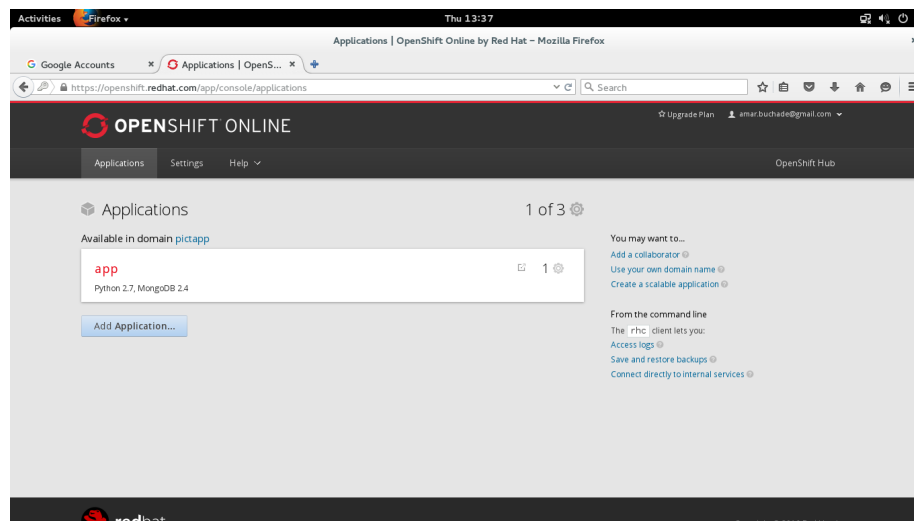 Activities Firefox Thu 13:37
Applications | OpenShift Online by Red Hat – Mozilla Firefox
Google Accounts × Applications | OpenS... ×
https://openshift.redhat.com/app/console/applications Search
OPENSHIFT ONLINE
Upgrade Plan amar.buchade@gmail.com
Applications Settings Help OpenShift Hub
Applications 1 of 3
Available in domain pictapp
app 1
Python 2.7, MongoDB 2.4
Add Application...
You may want to...
Add a collaborator
Use your own domain name
Create a scalable application
From the command line
The rhc client lets you:
Access logs
Save and restore backups
Connect directly to internal services
redhat